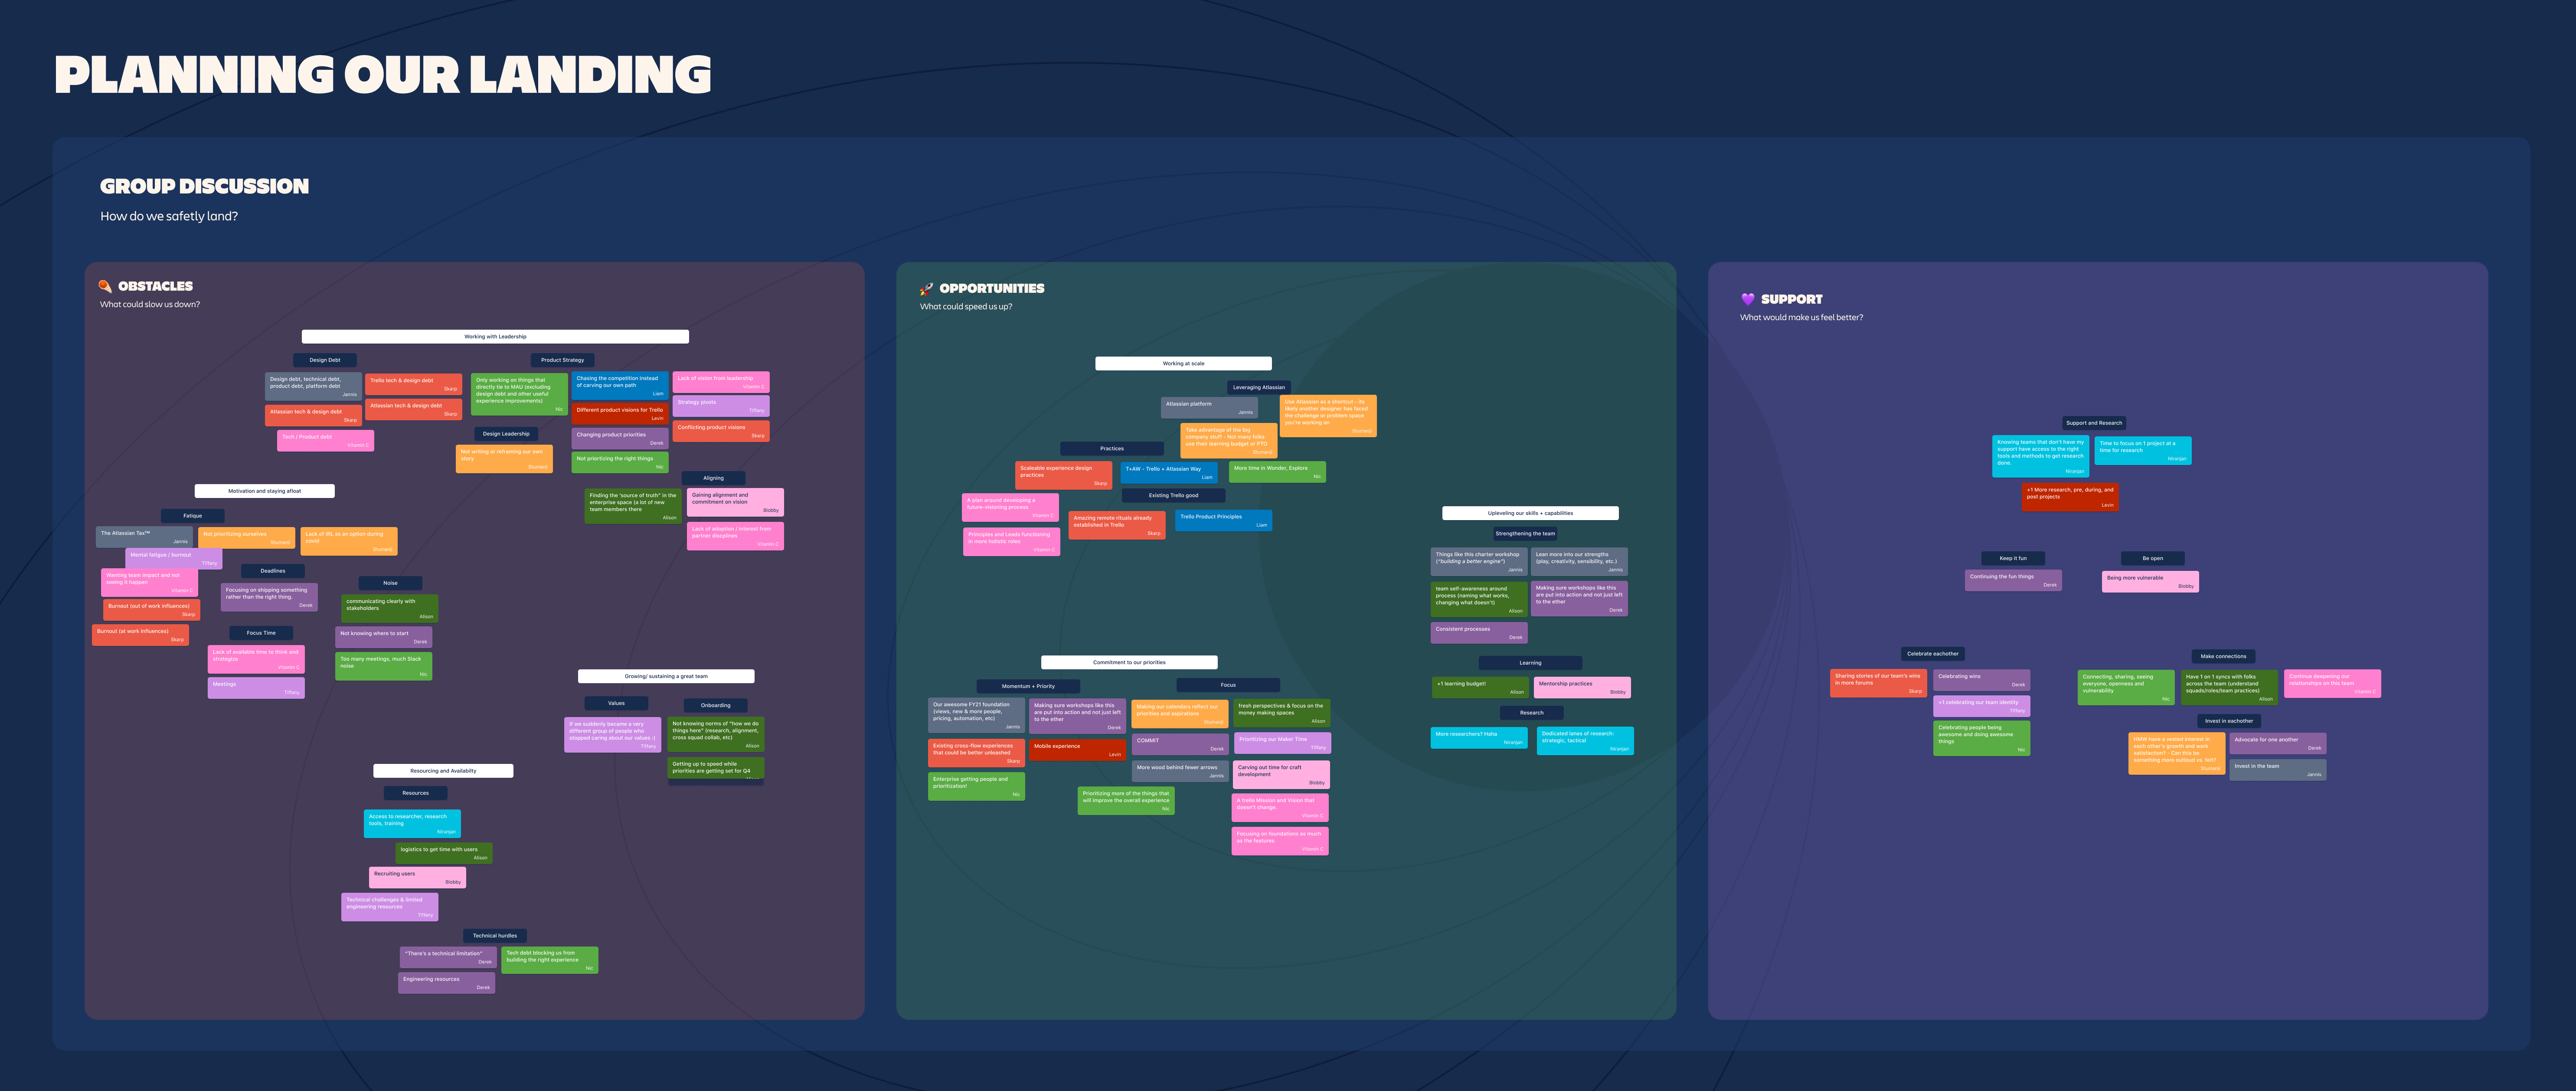 PLANNING OUR LANDING
GROUP DISCUSSION
How do we safetly land?
OBSTACLES
What could slow us down?
Working with Leadership
Design Debt
Design debt, technical debt,
product debt, platform debt
Jannis
Trello tech & design debt
Skarp
Atlassian tech & design debt
Skarp
Atlassian tech & design debt
Skarp
Tech / Product debt
Vitamin C
Product Strategy
Only working on things that
directly tie to MAU (excluding
design debt and other useful
experience improvements)
Nic
Chasing the competition instead
of carving our own path
Liam
Lack of vision from leadership
Vitamin C
Different product visions for Trello
Levin
Strategy pivots
Tiffany
Changing product priorities
Derek
Conflicting product visions
Skarp
Not prioritizing the right things
Nic
Design Leadership
Not writing or reframing our own
story
Aligning
Finding the 'source of truth" in the
enterprise space (a lot of new
team members there
Alison
Gaining alignment and
commitment on vision
Blobby
Lack of adoption / interest from
partner disciplines
Vitamin C
Motivation and staying afloat
Fatique
The Atlassian Tax™
Jannis
Not prioritizing ourselves
Lack of IRL as an option during
covid
Mental fatigue / burnout
Tiffany
Wanting team impact and not
seeing it happen
Vitamin C
Burnout (out of work influences)
Skarp
Burnout (at work influences)
Skarp
Deadlines
Focusing on shipping something
rather than the right thing.
Derek
Focus Time
Lack of available time to think and
strategize
Vitamin C
Meetings
Tiffany
Noise
communicating clearly with
stakeholders
Alison
Not knowing where to start
Derek
Too many meetings, much Slack
noise
Nic
Growing/ sustaining a great team
Values
If we suddenly became a very
different group of people who
stopped caring about our values :(
Tiffany
Onboarding
Not knowing norms of "how we do
things here" (research, alignment,
cross squad collab, etc)
Alison
Getting up to speed while
priorities are getting set for Q4
Resourcing and Availabilty
Resources
Access to researcher, research
tools, training
Niranjan
logistics to get time with users
Alison
Recruiting users
Blobby
Technical challenges & limited
engineering resources
Tiffany
Technical hurdles
"There's a technical limitation"
Derek
Tech debt blocking us from
building the right experience
Nic
Engineering resources
Derek
OPPORTUNITIES
What could speed us up?
Working at scale
Leveraging Atlassian
Atlassian platform
Jannis
Use Atlassian as a shortcut - its
likely another designer has faced
the challenge or problem space
you're working on
Take advantage of the big
company stuff - Not many folks
use their learning budget or PTO
Practices
Scaleable experience design
practices
Skarp
T+AW - Trello + Atlassian Way
Liam
More time in Wonder, Explore
Nic
A plan around developing a
future-visioning process
Vitamin C
Principles and Leads functioning
in more holistic roles
Vitamin C
Existing Trello good
Amazing remote rituals already
established in Trello
Skarp
Trello Product Principles
Liam
Upleveling our skills + capabilities
Strengthening the team
Things like this charter workshop
("building a better engine")
Jannis
Lean more into our strengths
(play, creativity, sensibility, etc.)
Jannis
team self-awareness around
process (naming what works,
changing what doesn't)
Alison
Making sure workshops like this
are put into action and not just left
to the ether
Derek
Consistent processes
Derek
Learning
+1 learning budget!
Alison
Mentorship practices
Blobby
Research
More researchers? Haha
Niranjan
Dedicated lanes of research:
strategic, tactical
Niranjan
Commitment to our priorities
Momentum + Priority
Our awesome FY21 foundation
(views, new & more people,
pricing, automation, etc)
Jannis
Making sure workshops like this
are put into action and not just left
to the ether
Derek
Existing cross-flow experiences
that could be better unleashed
Skarp
Mobile experience
Levin
Enterprise getting people and
prioritization!
Nic
Focus
Making our calendars reflect our
priorities and aspirations
fresh perspectives & focus on the
money making spaces
Alison
COMMIT
Derek
Prioritizing our Maker Time
Tiffany
More wood behind fewer arrows
Jannis
Carving out time for craft
development
Blobby
Prioritizing more of the things that
will improve the overall experience
Nic
A trello Mission and Vision that
doesn't change.
Vitamin C
Focusing on foundations as much
as the features
Vitamin C
SUPPORT
What would make us feel better?
Support and Research
Knowing teams that don't have my
support have access to the right
tools and methods to get research
done.
Niranjan
Time to focus on 1 project at a
time for research
Niranjan
+1 More research, pre, during, and
post projects
Levin
Keep it fun
Continuing the fun things
Derek
Be open
Being more vulnerable
Blobby
Celebrate eachother
Sharing stories of our team's wins
in more forums
Skarp
Celebrating wins
Derek
+1 celebrating our team identity
Tiffany
Celebrating people being
awesome and doing awesome
things
Nic
Make connections
Connecting, sharing, seeing
everyone, openness and
vulnerability
Nic
Have 1 on 1 syncs with folks
across the team (understand
squads/roles/team practices)
Alison
Continue deepening our
relationships on this team
Vitamin C
Invest in eachother
HMW have a vested interest in
each other's growth and work
satisfaction? - Can this be
something more outloud vs. felt?
Advocate for one another
Derek
Invest in the team
Jannis